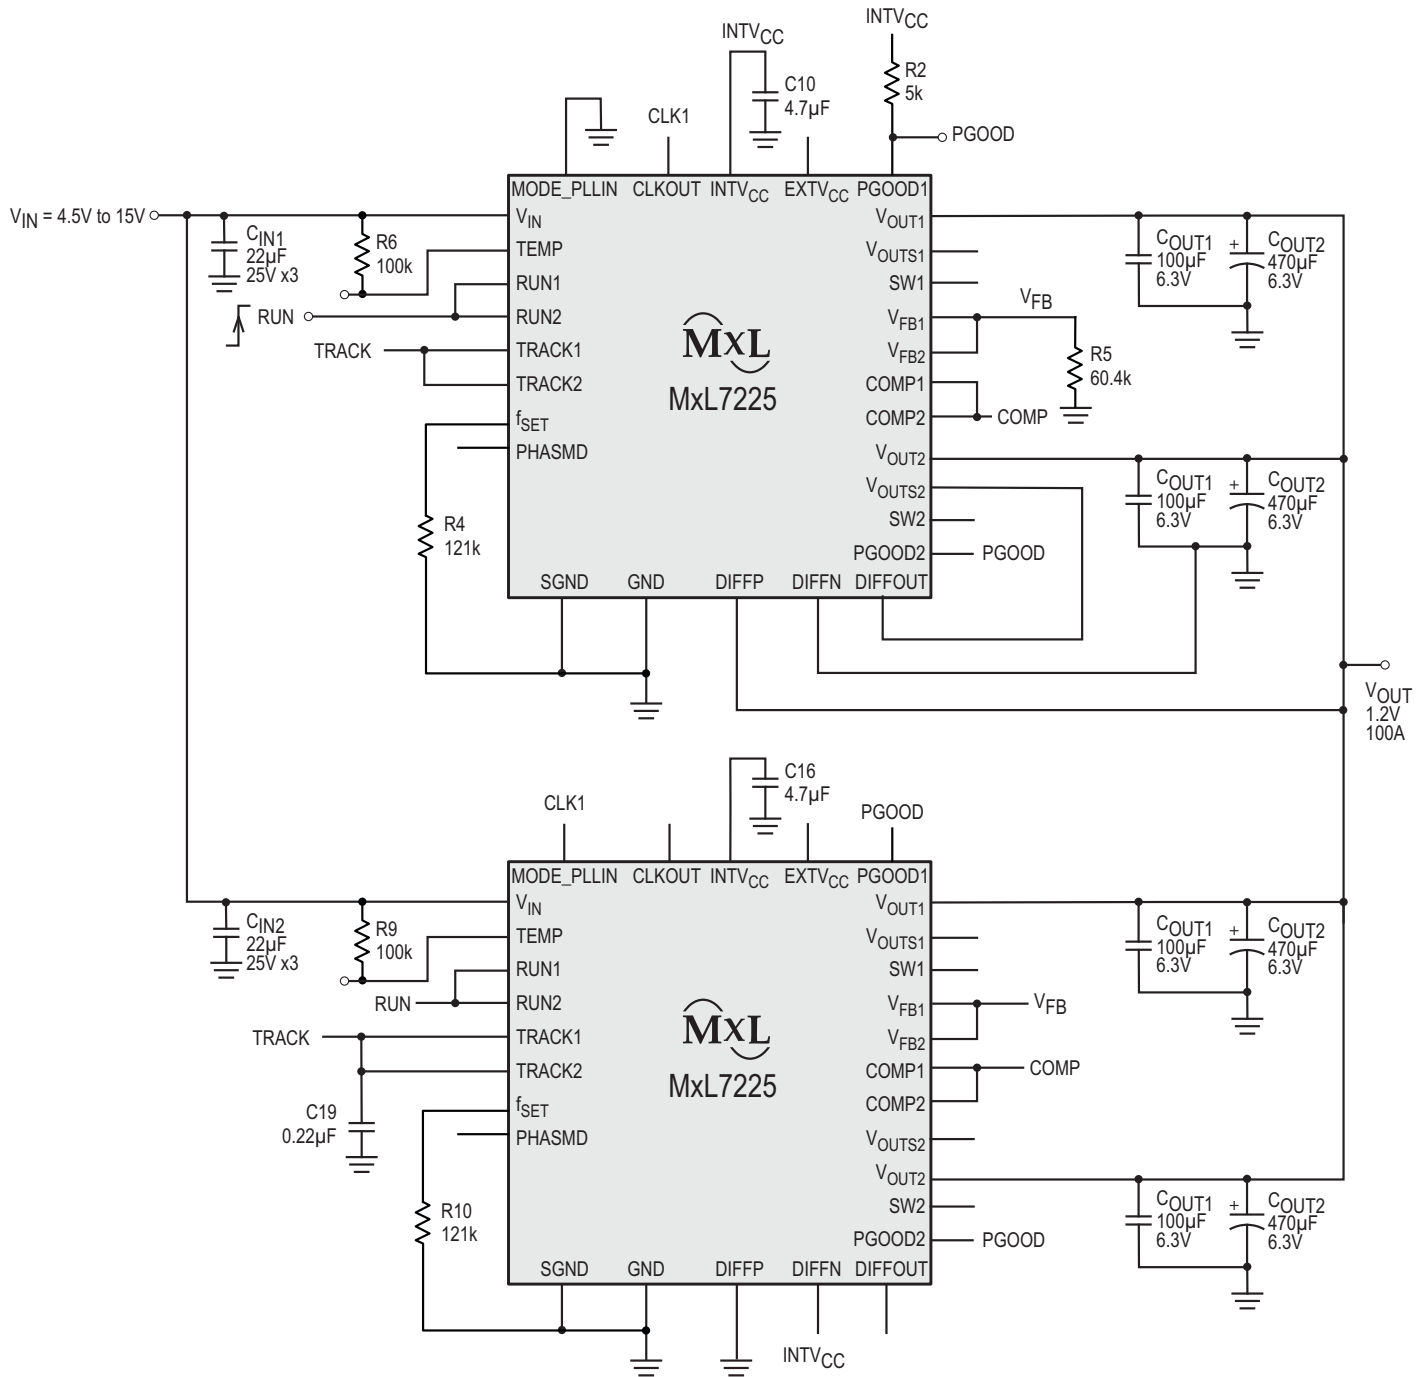 INTVCC
INTVCC
R2
5k
C10
4.7µF
CLK1
PGOOD
MODE_PLLIN CLKOUT INTVCC EXTVCC PGOOD1
VIN = 4.5V to 15V
CIN1
22µF
25V x3
R6
100k
RUN
TRACK
VIN
TEMP
RUN1
RUN2
TRACK1
TRACK2
fSET
PHASMD
MXL
MxL7225
VOUT1
VOUTS1
SW1
VFB1
VFB2
COMP1
COMP2
VOUT2
VOUTS2
SW2
PGOOD2
VFB
R5
60.4k
COMP
PGOOD
COUT1
100µF
6.3V
COUT2
470µF
6.3V
COUT1
100µF
6.3V
COUT2
470µF
6.3V
R4
121k
SGND GND DIFFP DIFFN DIFFOUT
VOUT
1.2V
100A
C16
4.7µF
CLK1
PGOOD
MODE_PLLIN CLKOUT INTVCC EXTVCC PGOOD1
CIN2
22µF
25V x3
R9
100k
RUN
TRACK
C19
0.22µF
VIN
TEMP
RUN1
RUN2
TRACK1
TRACK2
fSET
PHASMD
MXL
MxL7225
VOUT1
VOUTS1
SW1
VFB1
VFB2
COMP1
COMP2
VOUTS2
VOUT2
SW2
PGOOD2
VFB
COMP
PGOOD
COUT1
100µF
6.3V
COUT2
470µF
6.3V
COUT1
100µF
6.3V
COUT2
470µF
6.3V
R10
121k
SGND GND DIFFP DIFFN DIFFOUT
INTVCC